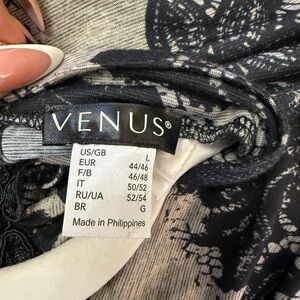 VENUS®
US/GB L
EUR 44/46
F/B 46/48
IT 50/52
RU/UA 52/54
BR G
Made in Philippines